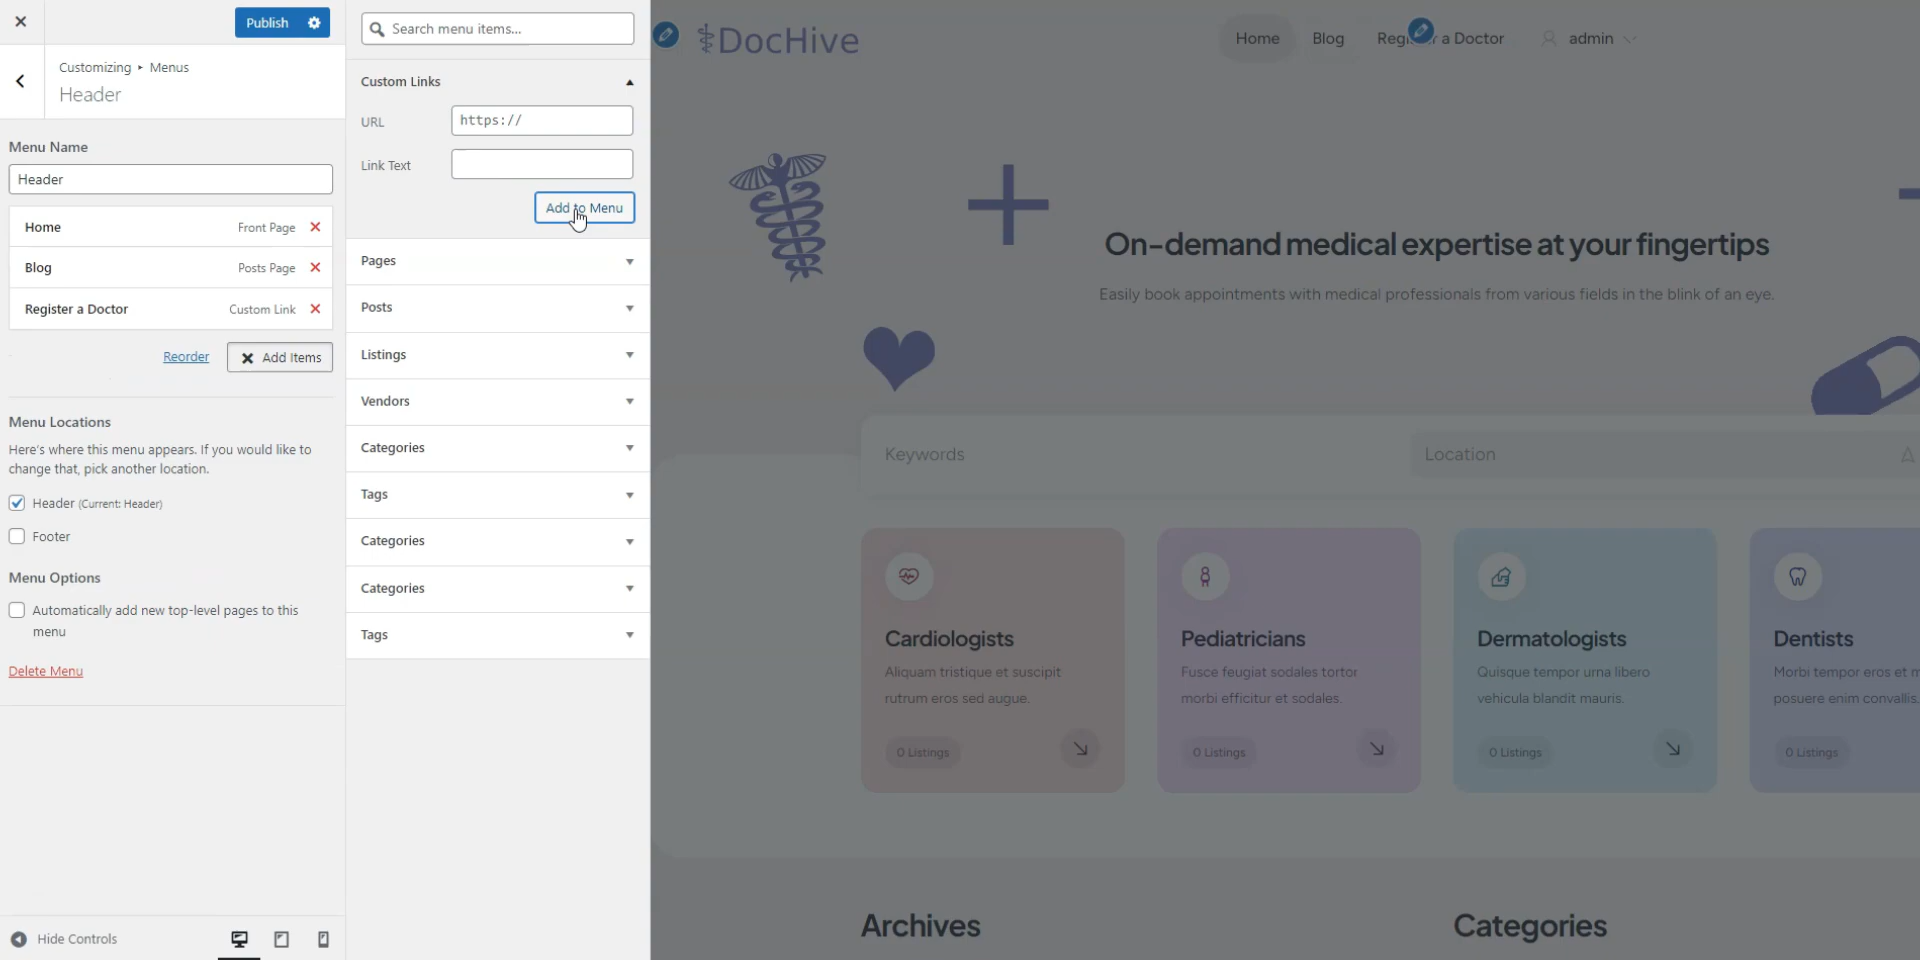 Publish
Customizing ▸ Menus
Header
Menu Name
Header
Home Front Page
Blog Posts Page
Register a Doctor Custom Link
Reorder Add Items
Menu Locations
Here's where this menu appears. If you would like to
change that, pick another location.
Header (Current: Header)
Footer
Menu Options
Automatically add new top-level pages to this
menu
Delete Menu
Hide Controls
Search menu items...
Custom Links
URL https://
Link Text
Add to Menu
Pages
Posts
Listings
Vendors
Categories
Tags
Categories
Categories
Tags
DocHive
Home Blog Register a Doctor admin
On-demand medical expertise at your fingertips
Easily book appointments with medical professionals from various fields in the blink of an eye.
Keywords Location
Cardiologists
Aliquam tristique et suscipit
rutrum eros sed augue.
0 Listings
Pediatricians
Fusce feugiat sodales tortor
morbi efficitur et sodales.
0 Listings
Dermatologists
Quisque tempor urna libero
vehicula blandit mauris.
0 Listings
Dentists
Morbi tempor eros et
posuere enim convallis.
0 Listings
Archives Categories